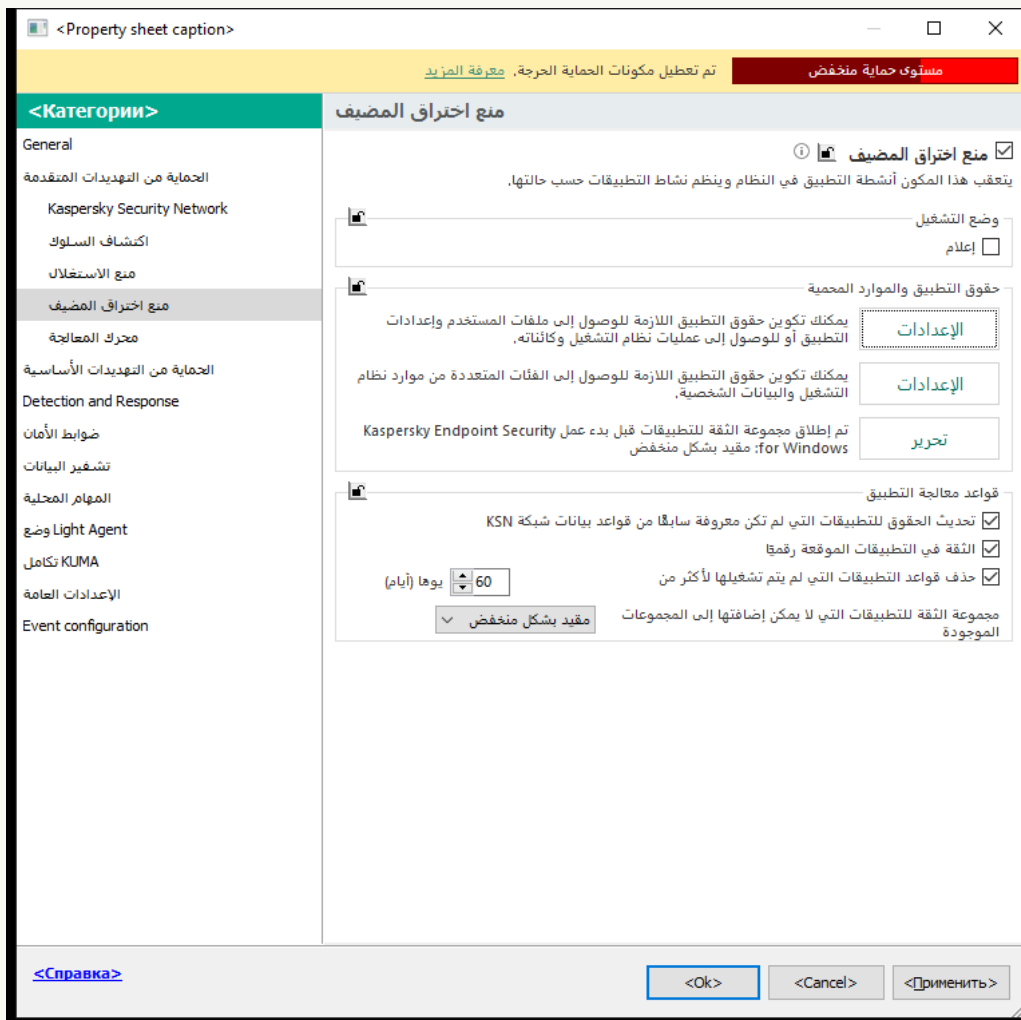 <Property sheet caption>
مستوى حماية منخفض
تم تعطيل مكونات الحماية الحرجة. معرفة المزيد
<Категории>
General
الحماية من التهديدات المتقدمة
Kaspersky Security Network
اكتشاف السلوك
منع الاستغلال
منع اختراق المضيف
محرك المعالجة
الحماية من التهديدات الأساسية
Detection and Response
ضوابط الأمان
تشفير البيانات
المهام المحلية
وضع Light Agent
تكامل KUMA
الإعدادات العامة
Event configuration
منع اختراق المضيف
منع اختراق المضيف
يتعقب هذا المكون أنشطة التطبيق في النظام وينظم نشاط التطبيقات حسب حالتها.
وضع التشغيل
إعلام
حقوق التطبيق والموارد المحمية
الإعدادات
يمكنك تكوين حقوق التطبيق اللازمة للوصول إلى ملفات المستخدم وإعدادات
التطبيق أو للوصول إلى عمليات نظام التشغيل وكائناته.
الإعدادات
يمكنك تكوين حقوق التطبيق اللازمة للوصول إلى الفئات المتعددة من موارد نظام
التشغيل والبيانات الشخصية.
تحرير
تم إطلاق مجموعة الثقة للتطبيقات قبل بدء عمل Kaspersky Endpoint Security
for Windows: مقيد بشكل منخفض
قواعد معالجة التطبيق
تحديث الحقوق للتطبيقات التي لم تكن معروفة سابقًا من قواعد بيانات شبكة KSN
الثقة في التطبيقات الموقعة رقميًا
حذف قواعد التطبيقات التي لم يتم تشغيلها لأكثر من 60 يومًا (أيام)
مجموعة الثقة للتطبيقات التي لا يمكن إضافتها إلى المجموعات مقيد بشكل منخفض
الموجودة
<Справка>
<Ok>
<Cancel>
<Применить>